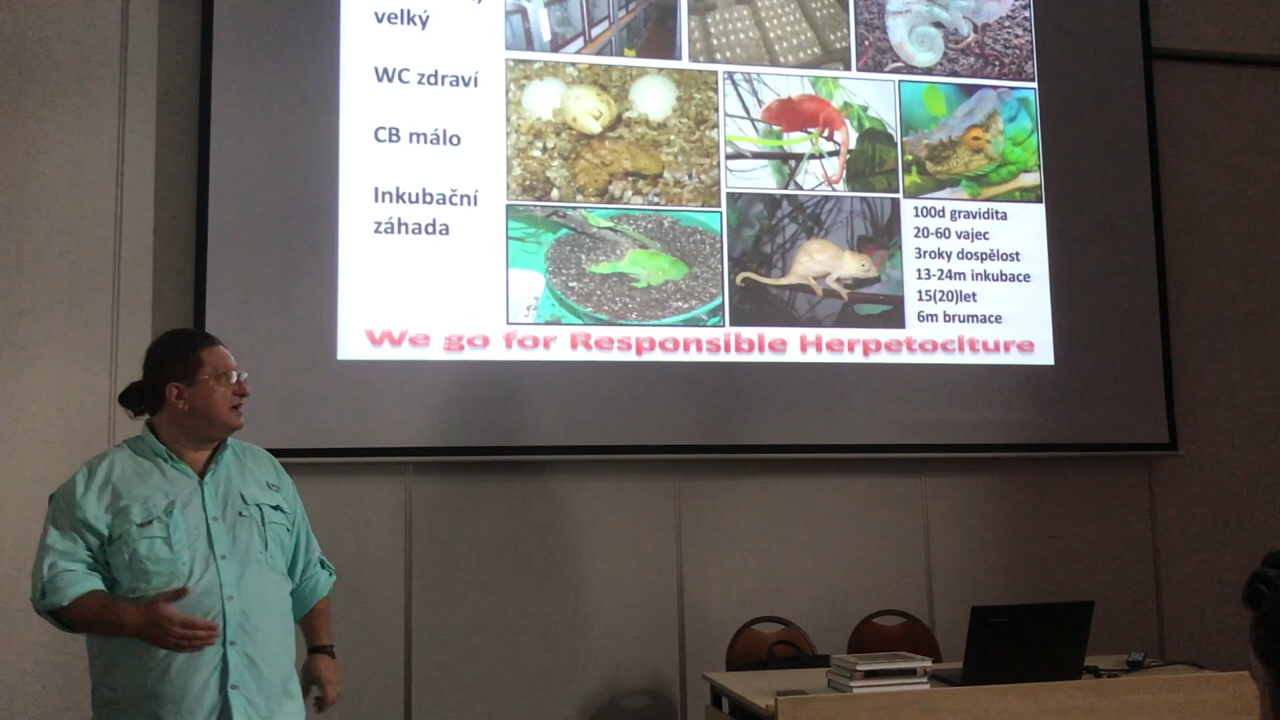 velký
WC zdraví
CB málo
Inkubační
záhada
100d gravidita
20-60 vajec
3roky dospělost
13-24m inkubace
15(20)let
6m brumace
We go for Responsible Herpetoclture